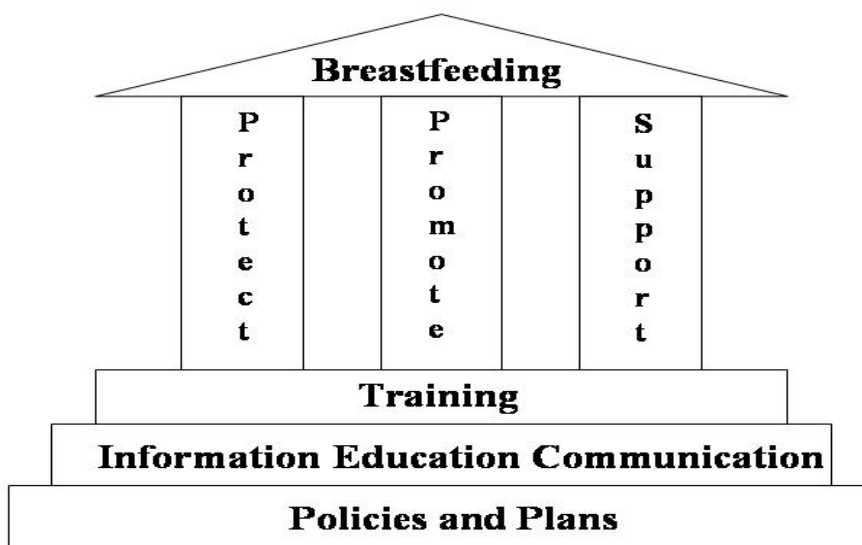 Breastfeeding
Protect
Promote
Support
Training
Information Education Communication
Policies and Plans